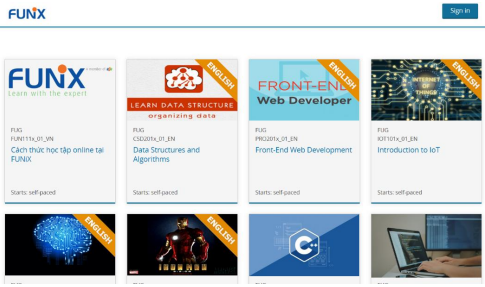 FUNiX
Sign in
FUNiX
Learn with the expert
FUG
FUN111x_01_VN
Cách thức học tập online tại
FUNiX
Starts: self-paced
ENGLISH
LEARN DATA STRUCTURE
organizing data
FUG
CSD201x_01_EN
Data Structures and
Algorithms
Starts: self-paced
ENGLISH
FRONT-END
Web Developer
FUG
PRO201x_01_EN
Front-End Web Development
Starts: self-paced
ENGLISH
INTERNET
OF
THINGS
FUG
IOT101x_01_EN
Introduction to IoT
Starts: self-paced
ENGLISH
ENGLISH
IRON MAN
C++